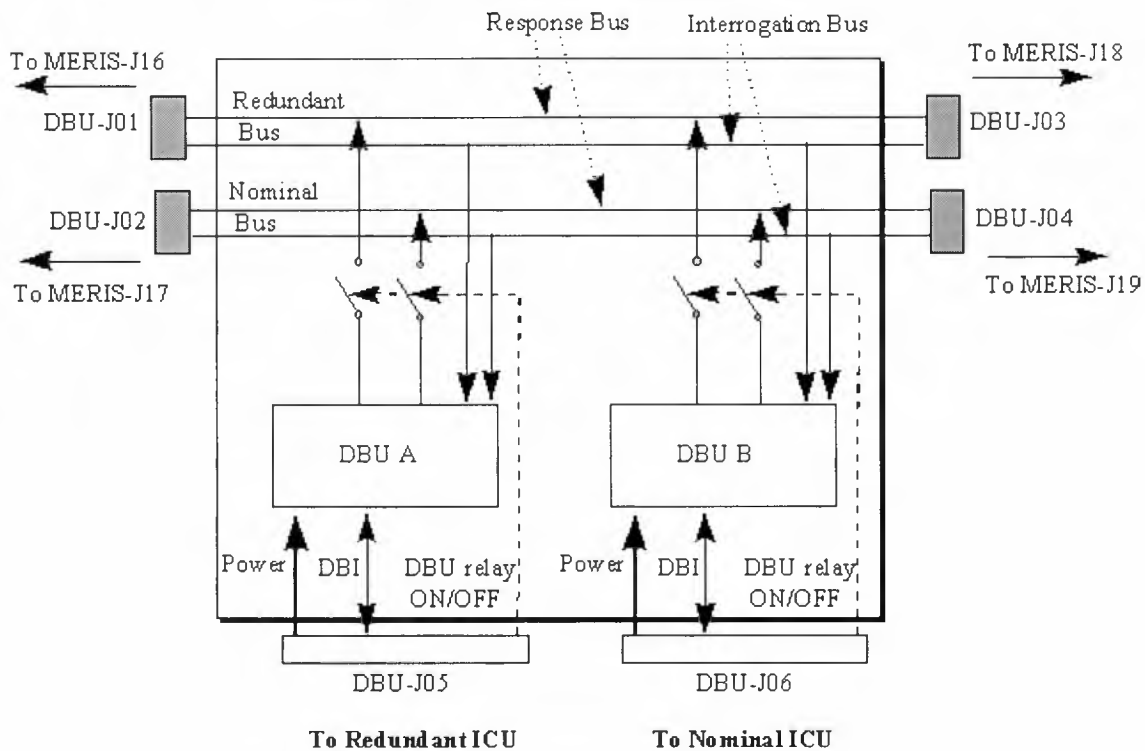 Response Bus
Interrogation Bus
To MERIS-J16
To MERIS-J18
DBU-J01
Redundant
Bus
DBU-J03
DBU-J02
Nominal
Bus
DBU-J04
To MERIS-J17
To MERIS-J19
DBU A
DBU B
Power
DBI
DBU relay
ON/OFF
Power
DBI
DBU relay
ON/OFF
DBU-J05
DBU-J06
To Redundant ICU
To Nominal ICU